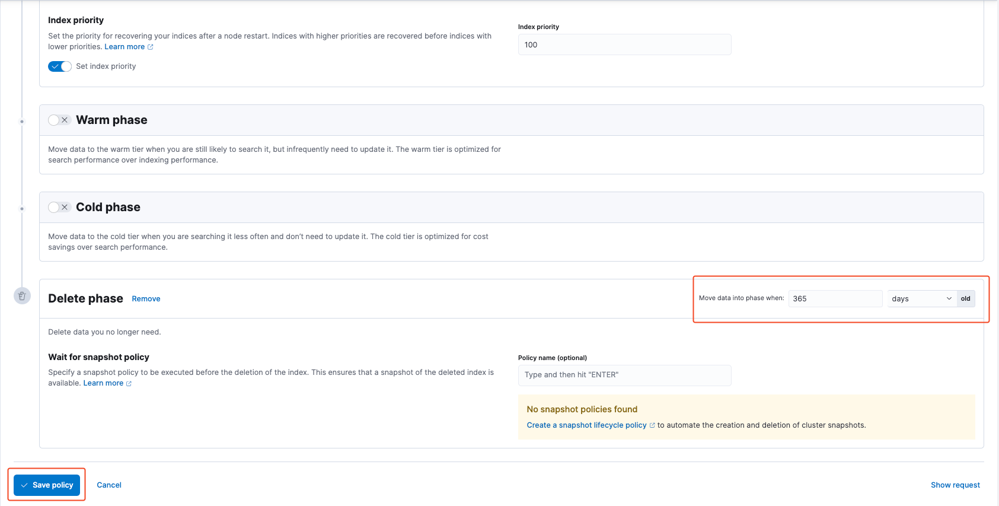 Index priority
Set the priority for recovering your indices after a node restart. Indices with higher priorities are recovered before indices with
lower priorities. Learn more
Set index priority
Index priority
100
Warm phase
Move data to the warm tier when you are still likely to search it, but infrequently need to update it. The warm tier is optimized for
search performance over indexing performance.
Cold phase
Move data to the cold tier when you are searching it less often and don’t need to update it. The cold tier is optimized for cost
savings over search performance.
Delete phase Remove
Move data into phase when: 365 days old
Delete data you no longer need.
Wait for snapshot policy
Specify a snapshot policy to be executed before the deletion of the index. This ensures that a snapshot of the deleted index is
available. Learn more
Policy name (optional)
Type and then hit "ENTER"
No snapshot policies found
Create a snapshot lifecycle policy to automate the creation and deletion of cluster snapshots.
Save policy Cancel Show request